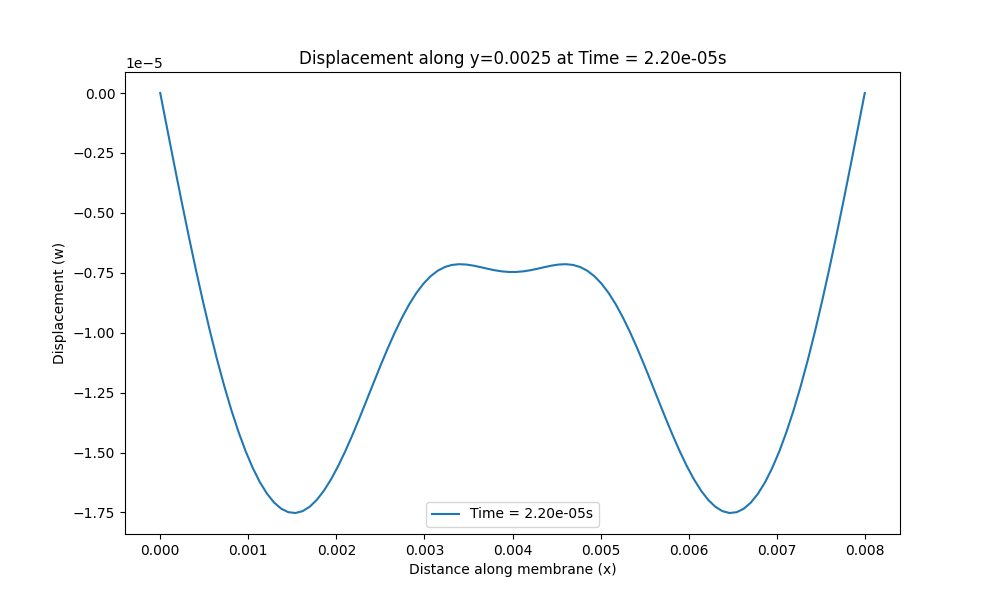 Displacement along y=0.0025 at Time = 2.20e-05s
1e−5
0.00
−0.25
−0.50
−0.75
−1.00
−1.25
−1.50
−1.75
Displacement (w)
Time = 2.20e-05s
0.000 0.001 0.002 0.003 0.004 0.005 0.006 0.007 0.008
Distance along membrane (x)